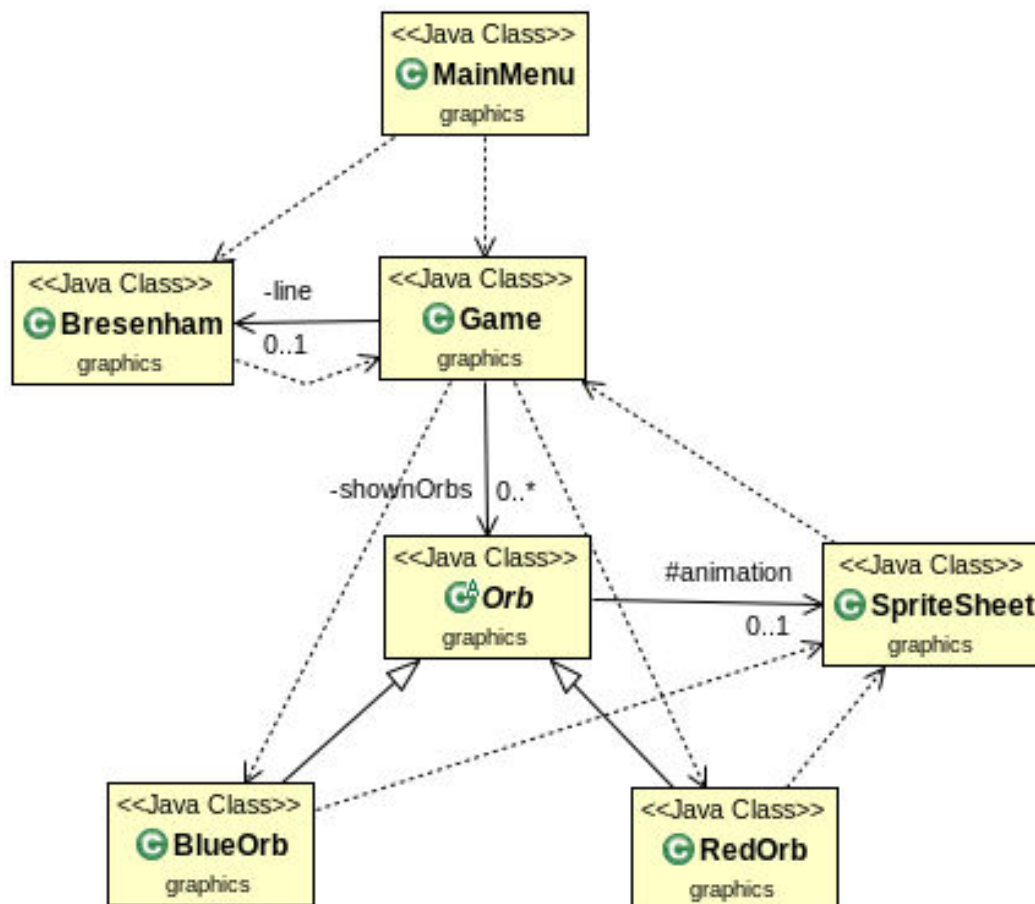 <<Java Class>>
MainMenu
graphics
<<Java Class>>
Bresenham
graphics
-line
0..1
<<Java Class>>
Game
graphics
-shownOrbs
0..*
<<Java Class>>
Orb
graphics
#animation
0..1
<<Java Class>>
SpriteSheet
graphics
<<Java Class>>
BlueOrb
graphics
<<Java Class>>
RedOrb
graphics